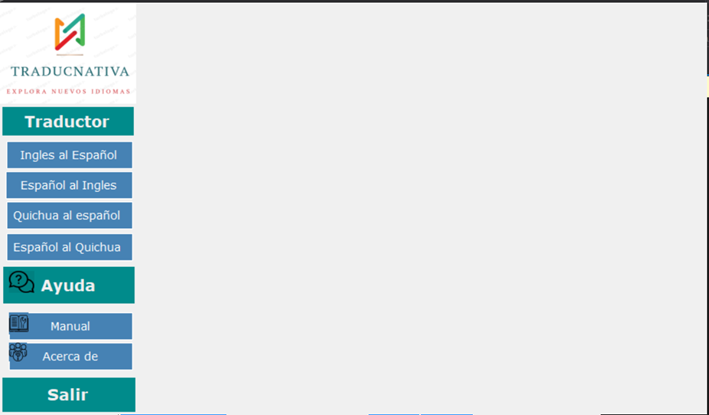 TRADUCNATIVA
EXPLORA NUEVOS IDIOMAS
Traductor
Ingles al Español
Español al Ingles
Quichua al español
Español al Quichua
Ayuda
Manual
Acerca de
Salir